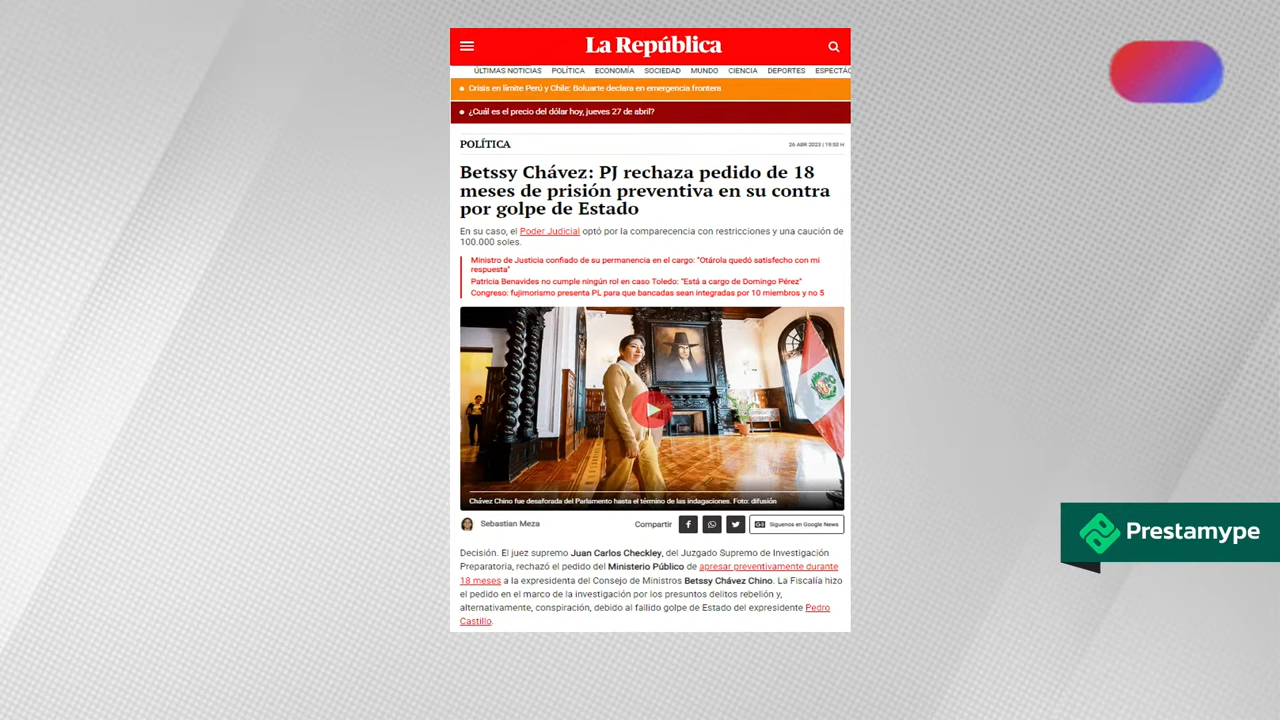 La República
ÚLTIMAS NOTICIAS POLÍTICA ECONOMÍA SOCIEDAD MUNDO CIENCIA DEPORTES ESPECTÁC
Crisis en límite Perú y Chile: Boluarte declara en emergencia frontera
¿Cuál es el precio del dólar hoy, jueves 27 de abril?
POLÍTICA
26 ABR 2023 | 19:53 H
Betssy Chávez: PJ rechaza pedido de 18
meses de prisión preventiva en su contra
por golpe de Estado
En su caso, el Poder Judicial optó por la comparecencia con restricciones y una caución de
100.000 soles.
Ministro de Justicia confiado de su permanencia en el cargo: "Otárola quedó satisfecho con mi
respuesta"
Patricia Benavides no cumple ningún rol en caso Toledo: "Está a cargo de Domingo Pérez"
Congreso: fujimorismo presenta PL para que bancadas sean integradas por 10 miembros y no 5
Chávez Chino fue desaforada del Parlamento hasta el término de las indagaciones. Foto: difusión
Sebastian Meza
Compartir
Síguenos en Google News
Decisión. El juez supremo Juan Carlos Checkley, del Juzgado Supremo de Investigación
Preparatoria, rechazó el pedido del Ministerio Público de apresar preventivamente durante
18 meses a la expresidenta del Consejo de Ministros Betssy Chávez Chino. La Fiscalía hizo
el pedido en el marco de la investigación por los presuntos delitos rebelión y,
alternativamente, conspiración, debido al fallido golpe de Estado del expresidente Pedro
Castillo.
Prestamype